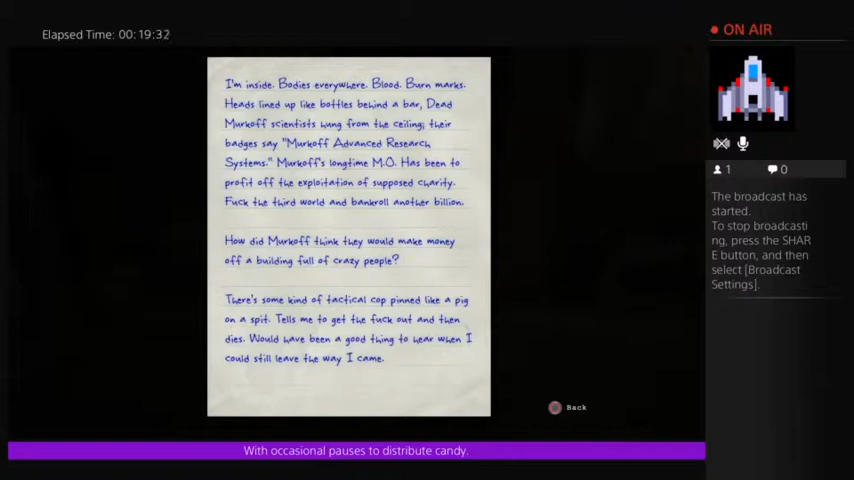 Elapsed Time: 00:19:32
I'm inside. Bodies everywhere. Blood. Burn marks.
Heads lined up like bottles behind a bar, Dead
Murkoff scientists hung from the ceiling; their
badges say "Murkoff Advanced Research
Systems." Murkoff's longtime M.O. Has been to
profit off the exploitation of supposed charity.
Fuck the third world and bankroll another billion.
How did Murkoff think they would make money
off a building full of crazy people?
There's some kind of tactical cop pinned like a pig
on a spit. Tells me to get the fuck out and then
dies. Would have been a good thing to hear when I
could still leave the way I came.
Back
With occasional pauses to distribute candy.
ON AIR
1 0
The broadcast has
started.
To stop broadcasti
ng, press the SHAR
E button, and then
select [Broadcast
Settings].